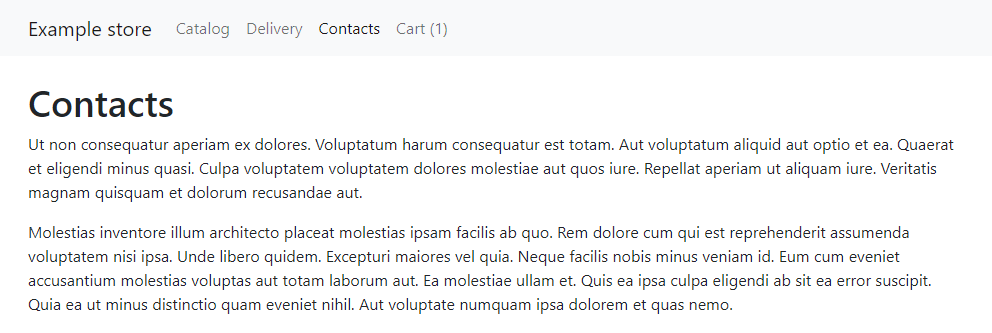 Example store Catalog Delivery Contacts Cart (1)
Contacts
Ut non consequatur aperiam ex dolores. Voluptatum harum consequatur est totam. Aut voluptatum aliquid aut optio et ea. Quaerat
et eligendi minus quasi. Culpa voluptatem voluptatem dolores molestiae aut quos iure. Repellat aperiam ut aliquam iure. Veritatis
magnam quisquam et dolorum recusandae aut.
Molestias inventore illum architecto placeat molestias ipsam facilis ab quo. Rem dolore cum qui est reprehenderit assumenda
voluptatem nisi ipsa. Unde libero quidem. Excepturi maiores vel quia. Neque facilis nobis minus veniam id. Eum cum eveniet
accusantium molestias voluptas aut totam laborum aut. Ea molestiae ullam et. Quis ea ipsa culpa eligendi ab sit ea error suscipit.
Quia ea ut minus distinctio quam eveniet nihil. Aut voluptate numquam ipsa dolorem et quas nemo.